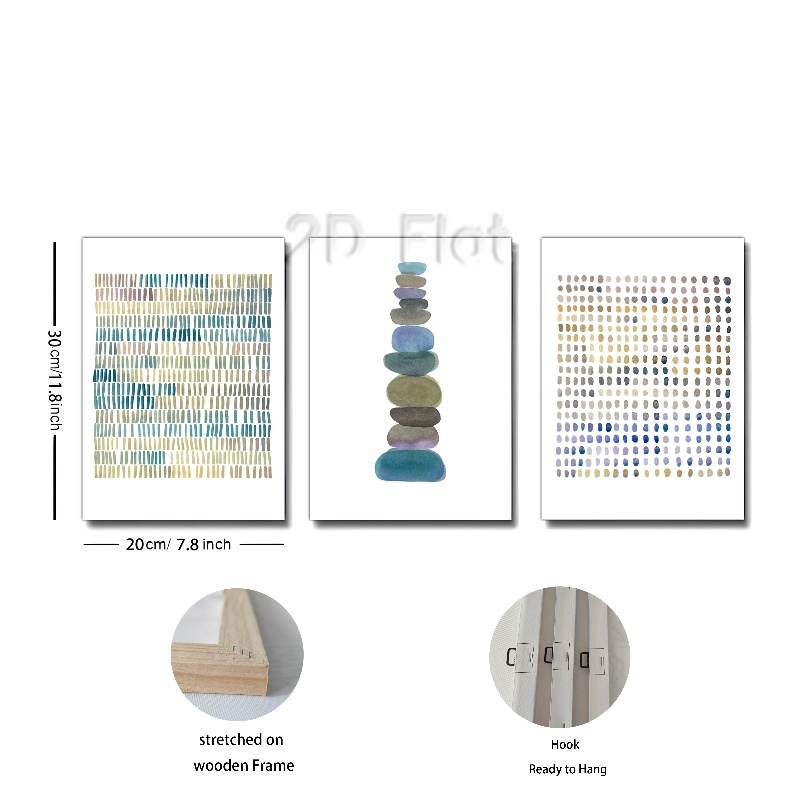 2D Flat
30cm/11.8inch
20cm/ 7.8 inch
stretched on
wooden Frame
Hook
Ready to Hang